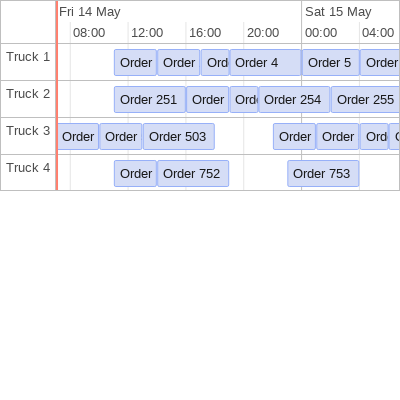 Fri 14 May Sat 15 May
08:00 12:00 16:00 20:00 00:00 04:00
Truck 1 Order Order Ord Order 4 Order 5 Order
Truck 2 Order 251 Order Ord Order 254 Order 255
Truck 3 Order Order Order 503 Order Order Ord
Truck 4 Order Order 752 Order 753